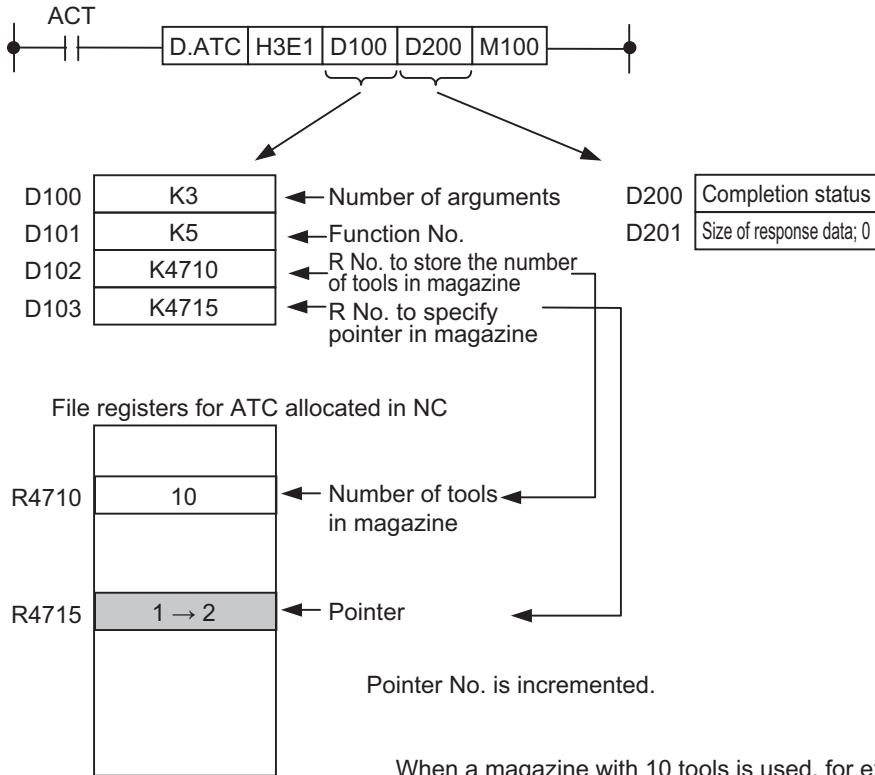 ACT
D.ATC H3E1 D100 D200 M100
D100 K3 Number of arguments
D101 K5 Function No.
D102 K4710 R No. to store the number of tools in magazine
D103 K4715 R No. to specify pointer in magazine
D200 Completion status
D201 Size of response data; 0
File registers for ATC allocated in NC
R4710 10 Number of tools in magazine
R4715 1 → 2 Pointer
Pointer No. is incremented.
When a magazine with 10 tools is used, for